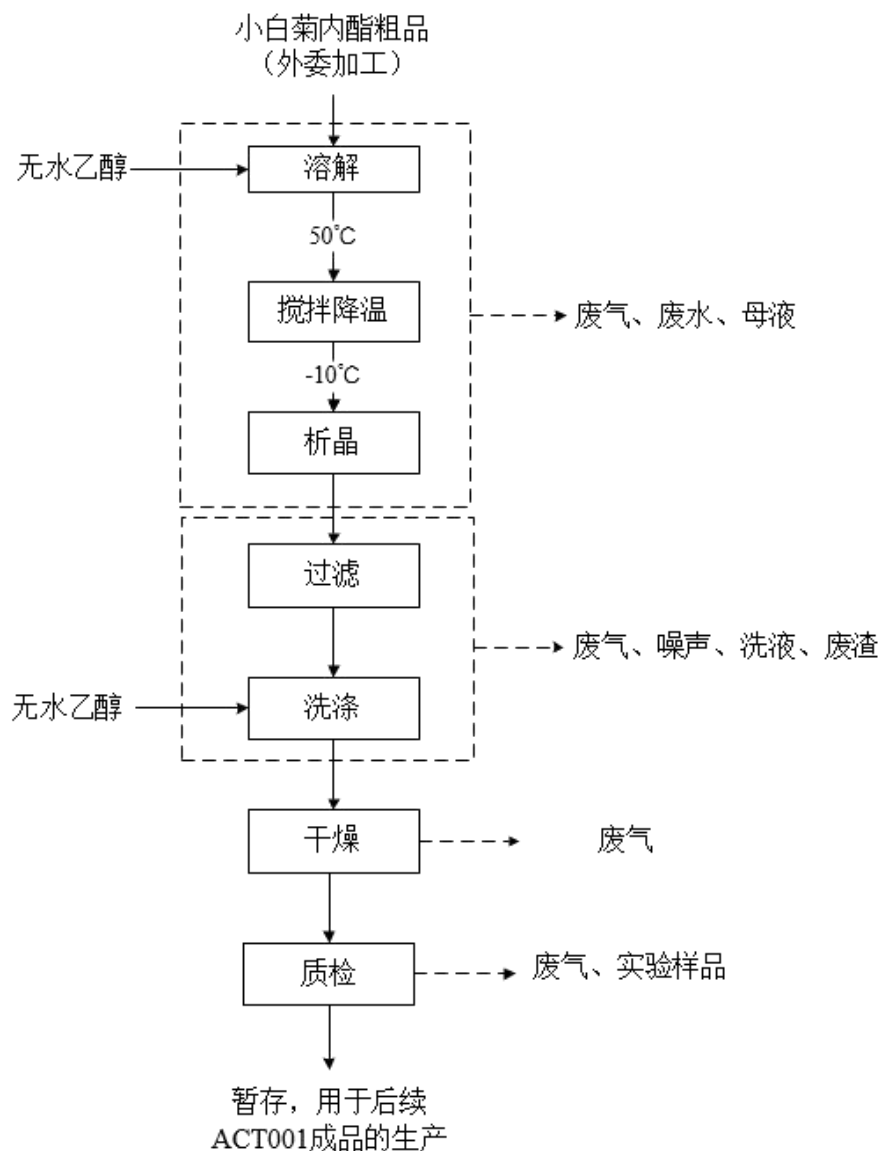 小白菊内酯粗品
（外委加工）
无水乙醇
溶解
50℃
搅拌降温
废气、废水、母液
-10℃
析晶
过滤
废气、噪声、洗液、废渣
无水乙醇
洗涤
干燥
废气
质检
废气、实验样品
暂存，用于后续
ACT001成品的生产